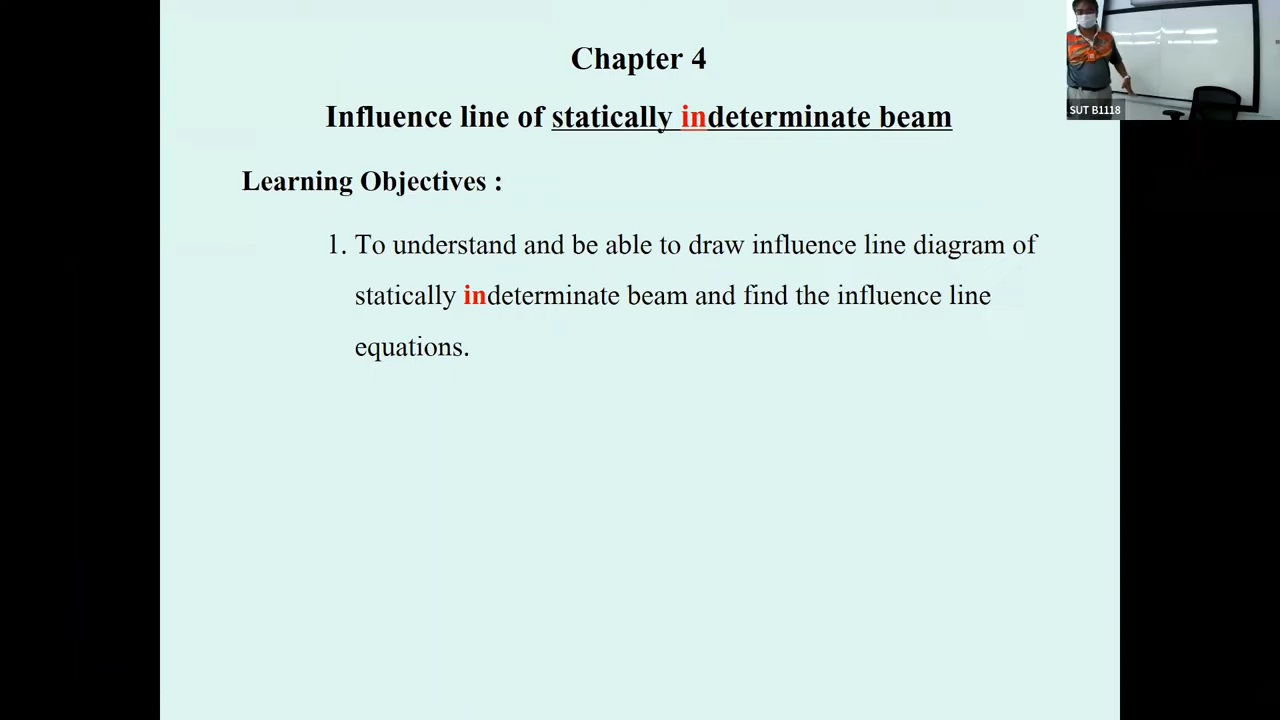 Chapter 4
Influence line of statically indeterminate beam
Learning Objectives :
1. To understand and be able to draw influence line diagram of
statically indeterminate beam and find the influence line
equations.
SUT B1118